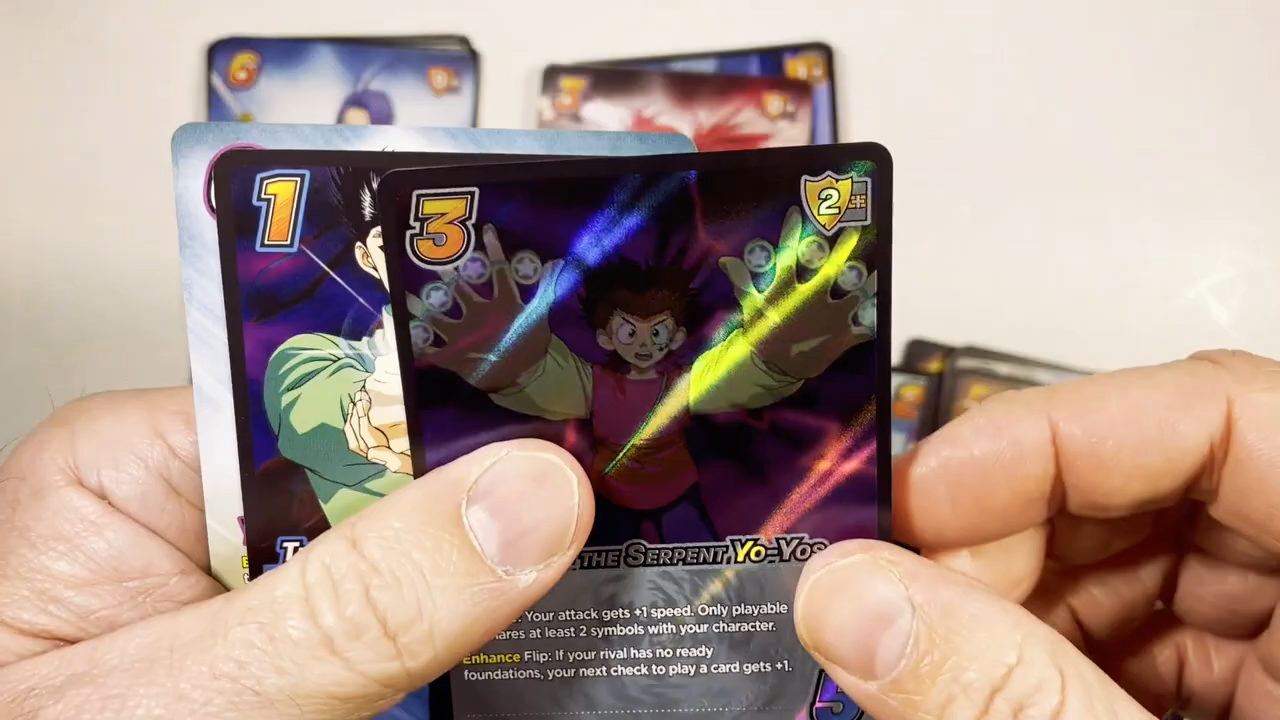 6
1
3
2
THE SERPENT YO-YOS
Your attack gets +1 speed. Only playable
at least 2 symbols with your character.
Enhance Flip: If your rival has no ready
foundations, your next check to play a card gets +1.
5